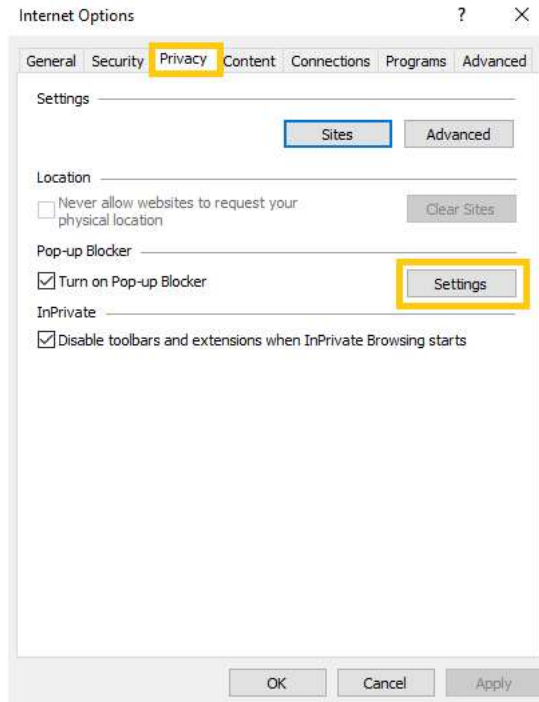 Internet Options ? ×
General Security Privacy Content Connections Programs Advanced
Settings
Sites Advanced
Location
Never allow websites to request your
physical location
Clear Sites
Pop-up Blocker
Turn on Pop-up Blocker
Settings
InPrivate
Disable toolbars and extensions when InPrivate Browsing starts
OK Cancel Apply